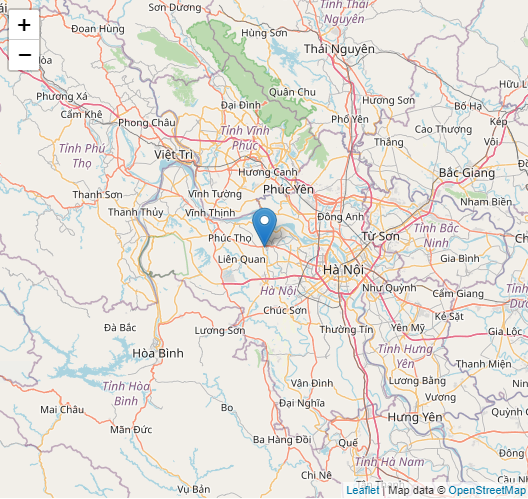 Sơn Dương
Tỉnh Thái
Nguyên
+
−
Đoan Hùng
Hùng Sơn
Thái Nguyên
Phương Xá
Đại Đình
Quân Chu
Hương Sơn
Cẩm Khê
Phong Châu
Phổ Yên
Bố Hạ
Kép
Tỉnh Vĩnh
Phúc
Cao Thượng
Vôi
Tỉnh Phú
Thọ
Việt Trì
Thắng
Hương Canh
Bắc Giang
Thanh Sơn
Vĩnh Tường
Phúc Yên
Nham Biền
Thanh Thủy
Vĩnh Thịnh
Đông Anh
Tỉnh Bắc
Ninh
Phúc Thọ
Từ Sơn
Liên Quan
Gia Bình
Hà Nội
Hà Nội
Như Quỳnh
Cẩm Giang
Chúc Sơn
Kẻ Sặt
Đà Bắc
Lương Sơn
Thường Tín
Yên Mỹ
Gia Lộc
Hòa Bình
Tỉnh Hưng
Yên
Thanh Miện
Tỉnh Hòa
Bình
Vân Đình
Lương Bằng
Vương
Mai Châu
Bo
Đại Nghĩa
Hưng Yên
Mãn Đức
Ba Hàng Đồi
Quế
Tỉnh Hà Nam
Chi Nê
Vụ Bản
Leaflet | Map data © OpenStreetMap